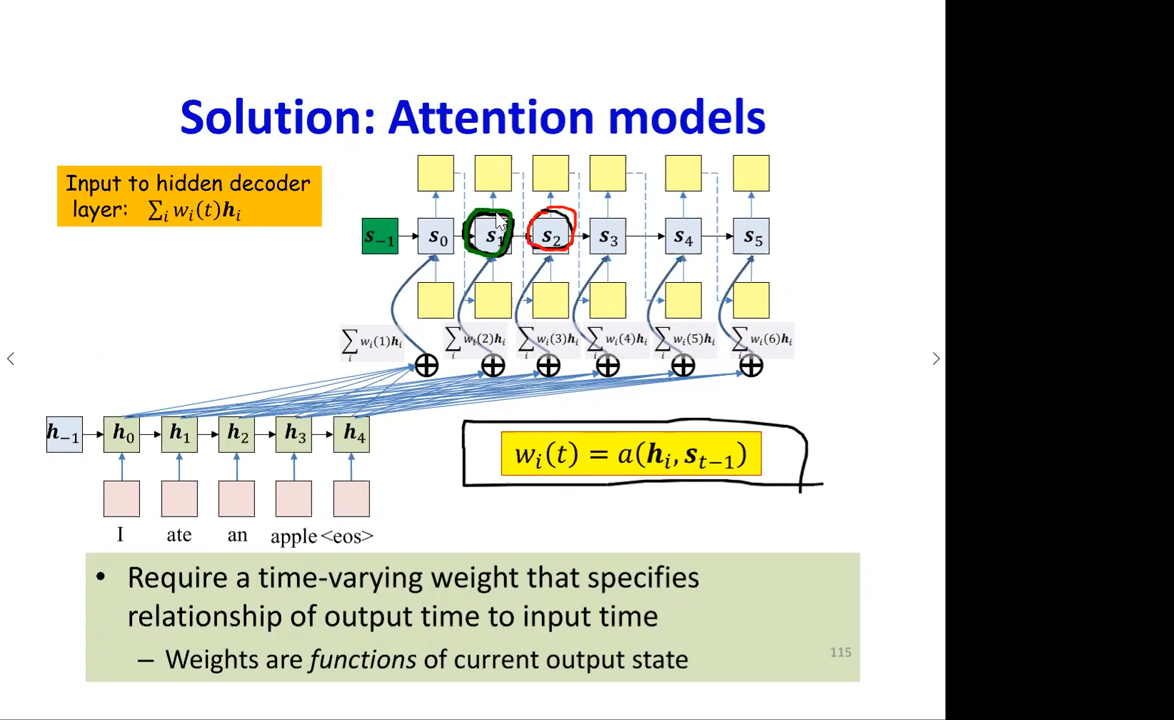 Solution: Attention models
Input to hidden decoder
layer: ∑ᵢ wᵢ(t)hᵢ
s₋₁ s₀ s₁ s₂ s₃ s₄ s₅
∑ᵢ wᵢ(1)hᵢ ∑ᵢ wᵢ(2)hᵢ ∑ᵢ wᵢ(3)hᵢ ∑ᵢ wᵢ(4)hᵢ ∑ᵢ wᵢ(5)hᵢ ∑ᵢ wᵢ(6)hᵢ
h₋₁ h₀ h₁ h₂ h₃ h₄
wᵢ(t) = a(hᵢ, sₜ₋₁)
I ate an apple <eos>
• Require a time-varying weight that specifies
relationship of output time to input time
– Weights are functions of current output state
115